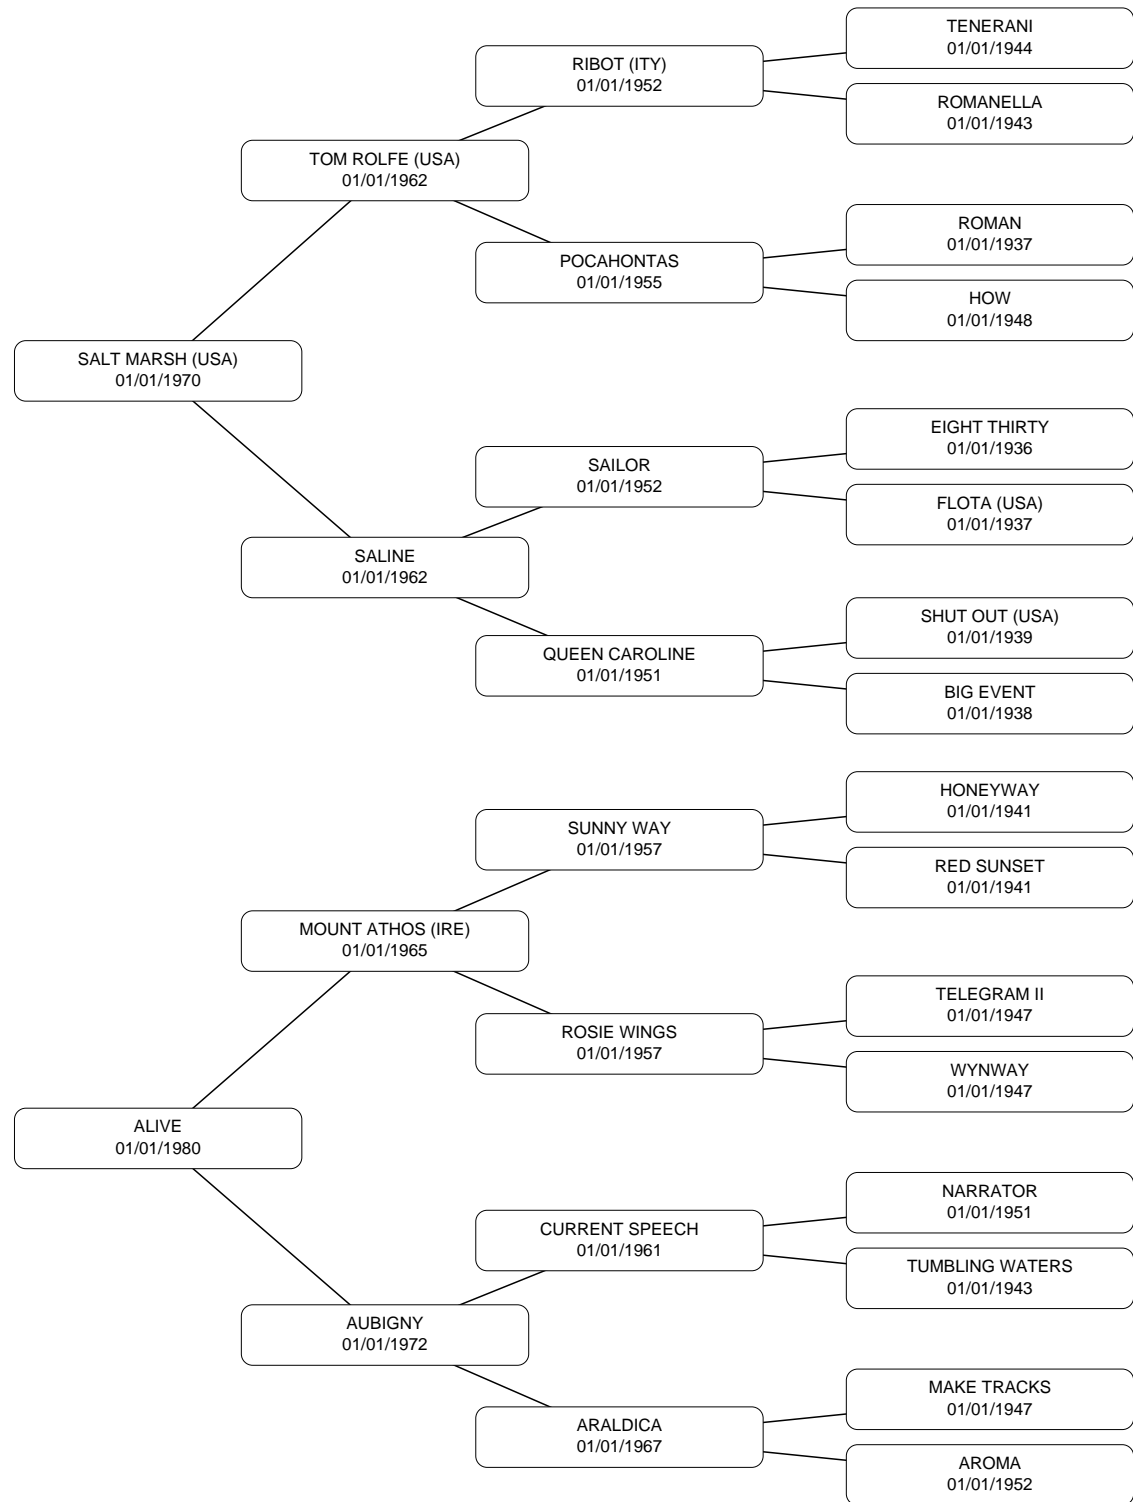 TENERANI
01/01/1944
RIBOT (ITY)
01/01/1952
ROMANELLA
01/01/1943
TOM ROLFE (USA)
01/01/1962
ROMAN
01/01/1937
POCAHONTAS
01/01/1955
HOW
01/01/1948
SALT MARSH (USA)
01/01/1970
EIGHT THIRTY
01/01/1936
SAILOR
01/01/1952
FLOTA (USA)
01/01/1937
SALINE
01/01/1962
SHUT OUT (USA)
01/01/1939
QUEEN CAROLINE
01/01/1951
BIG EVENT
01/01/1938
HONEYWAY
01/01/1941
SUNNY WAY
01/01/1957
RED SUNSET
01/01/1941
MOUNT ATHOS (IRE)
01/01/1965
TELEGRAM II
01/01/1947
ROSIE WINGS
01/01/1957
WYNWAY
01/01/1947
ALIVE
01/01/1980
NARRATOR
01/01/1951
CURRENT SPEECH
01/01/1961
TUMBLING WATERS
01/01/1943
AUBIGNY
01/01/1972
MAKE TRACKS
01/01/1947
ARALDICA
01/01/1967
AROMA
01/01/1952